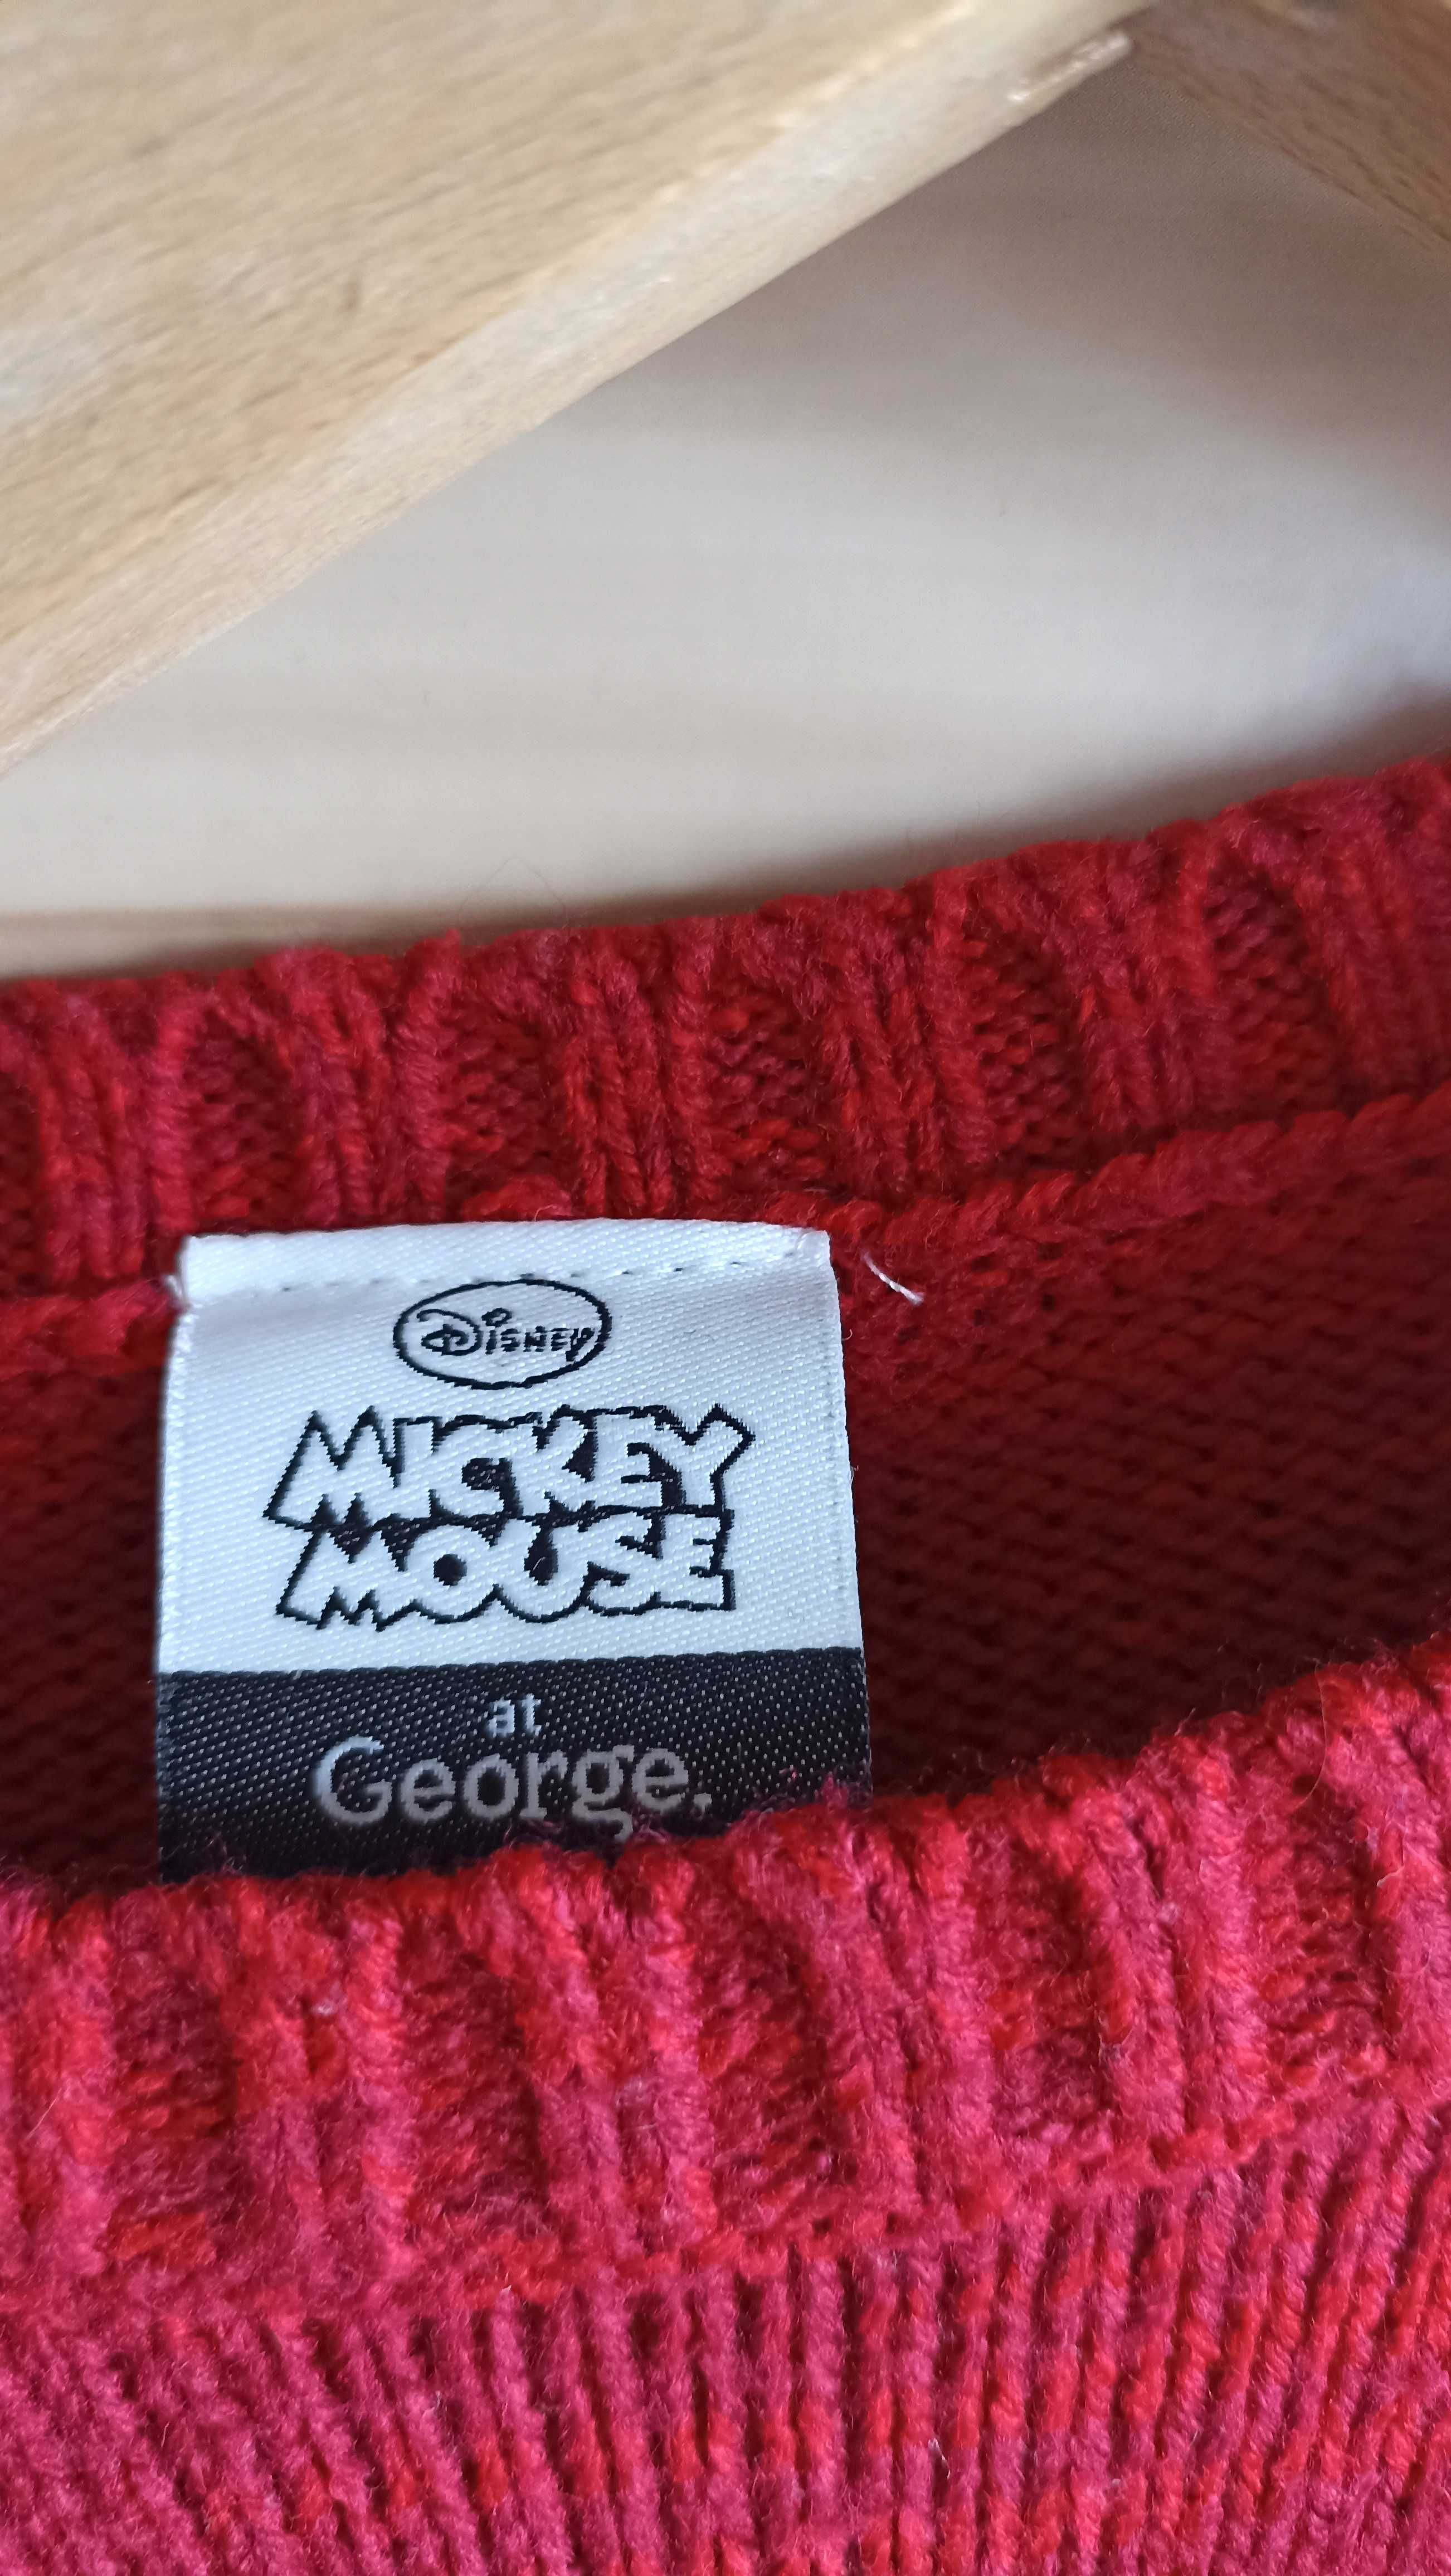 Disney
MICKEY
MOUSE
at
George.